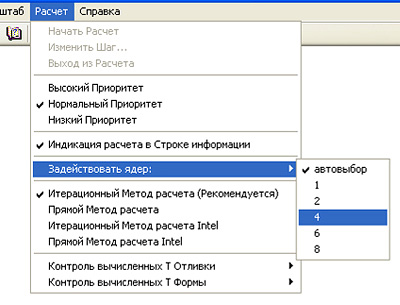 штаб Расчет Справка
Начать Расчет
Изменить Шаг...
Выход из Расчета
Высокий Приоритет
Нормальный Приоритет
Низкий Приоритет
Индикация расчета в Строке информации
Задействовать ядер:
автовыбор
1
2
4
6
8
Итерационный Метод расчета (Рекомендуется)
Прямой Метод расчета
Итерационный Метод расчета Intel
Прямой Метод расчета Intel
Контроль вычисленных Т Отливки
Контроль вычисленных Т Формы